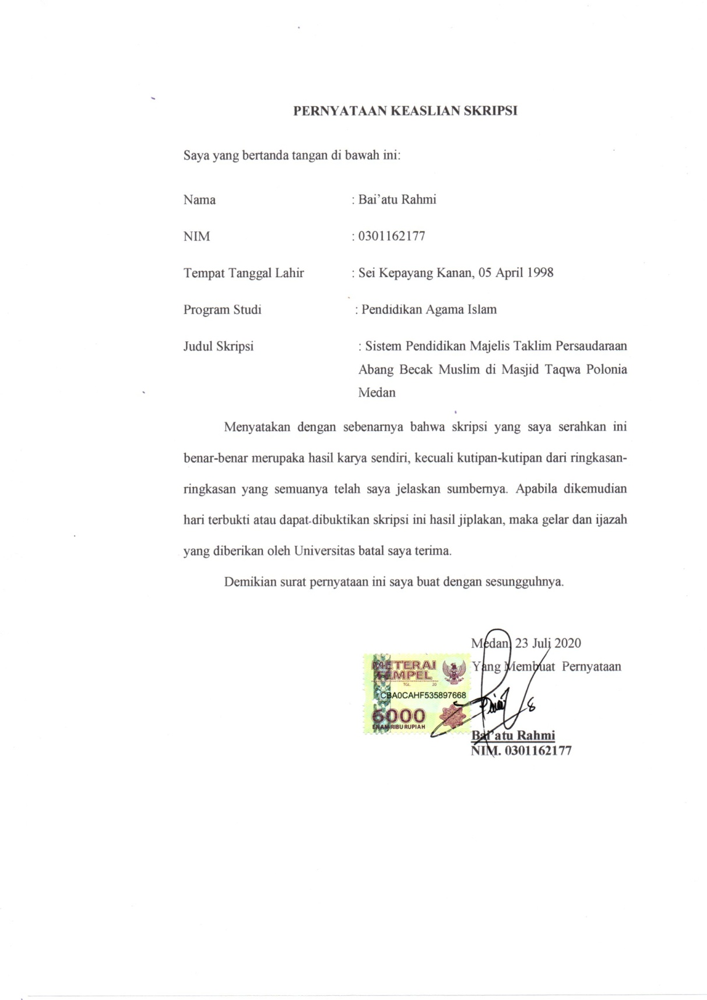 PERNYATAAN KEASLIAN SKRIPSI
Saya yang bertanda tangan di bawah ini:
Nama : Bai’atu Rahmi
NIM : 0301162177
Tempat Tanggal Lahir : Sei Kepayang Kanan, 05 April 1998
Program Studi : Pendidikan Agama Islam
Judul Skripsi : Sistem Pendidikan Majelis Taklim Persaudaraan
Abang Becak Muslim di Masjid Taqwa Polonia
Medan
Menyatakan dengan sebenarnya bahwa skripsi yang saya serahkan ini
benar-benar merupaka hasil karya sendiri, kecuali kutipan-kutipan dari ringkasan-
ringkasan yang semuanya telah saya jelaskan sumbernya. Apabila dikemudian
hari terbukti atau dapat dibuktikan skripsi ini hasil jiplakan, maka gelar dan ijazah
yang diberikan oleh Universitas batal saya terima.
Demikian surat pernyataan ini saya buat dengan sesungguhnya.
Medan, 23 Juli 2020
Yang Membuat Pernyataan
METERAI
TEMPEL
TGL. 20
CBA0CAHF535897668
6000
ENAM RIBU RUPIAH
Bai’atu Rahmi
NIM. 0301162177